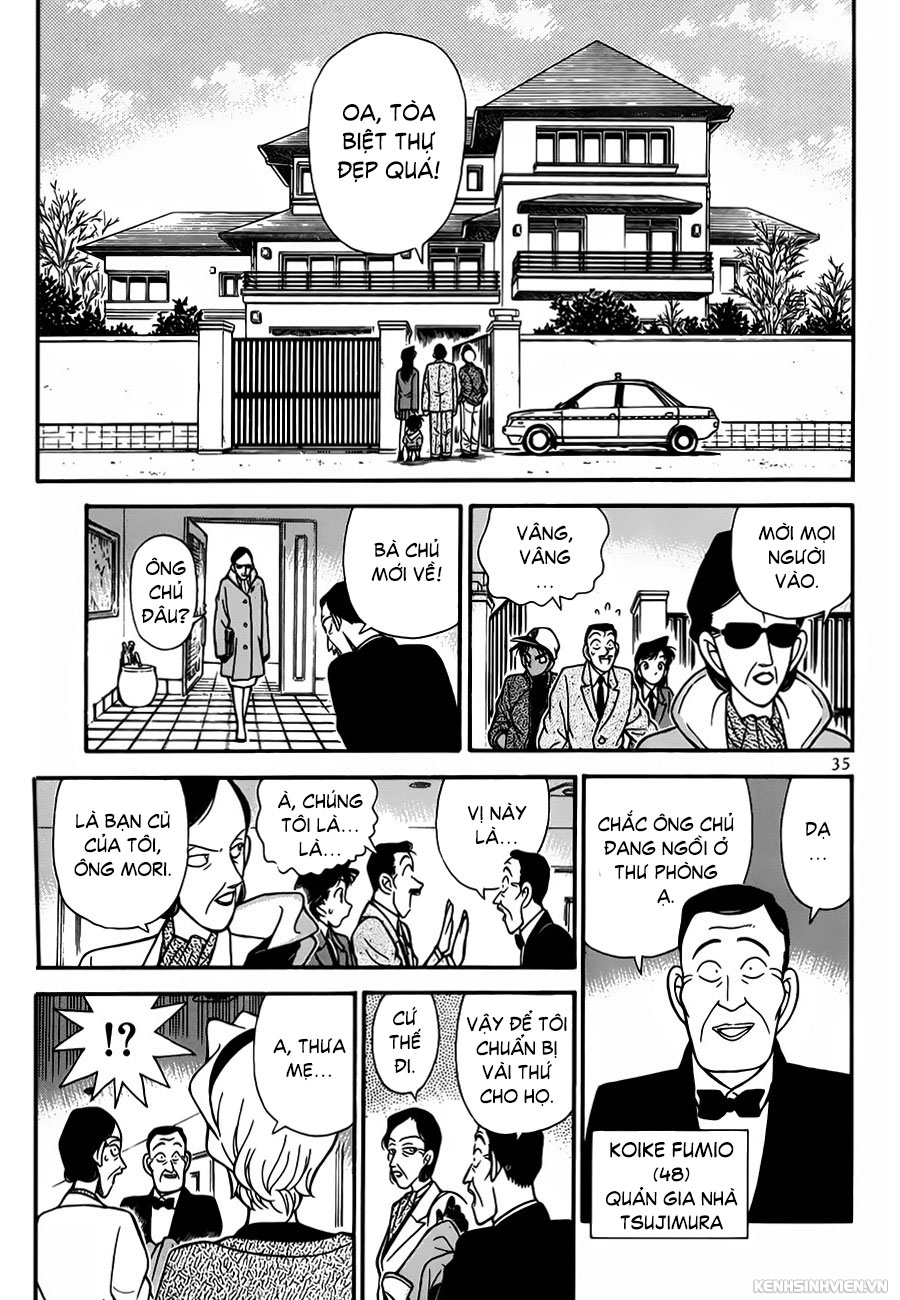 OA, TÒA
BIỆT THỰ
ĐẸP QUÁ!
MỜI MỌI
NGƯỜI
VÀO.
VÂNG,
VÂNG
...
BÀ CHỦ
MỚI VỀ!
ÔNG
CHỦ
ĐÂU?
35
DẠ
...
CHẮC ÔNG CHỦ
ĐANG NGỒI Ở
THƯ PHÒNG
Ạ.
KOIKE FUMIO
(48)
QUẢN GIA NHÀ
TSUJIMURA
VỊ NÀY
LÀ...
À, CHÚNG
TÔI LÀ...
LÀ...
LÀ BẠN CŨ
CỦA TÔI,
ÔNG MORI.
VẬY ĐỂ TÔI
CHUẨN BỊ
VÀI THỨ
CHO HỌ.
CỨ
THẾ
ĐI.
A, THƯA
MẸ...
!?
KENHSINHVIEN.VN